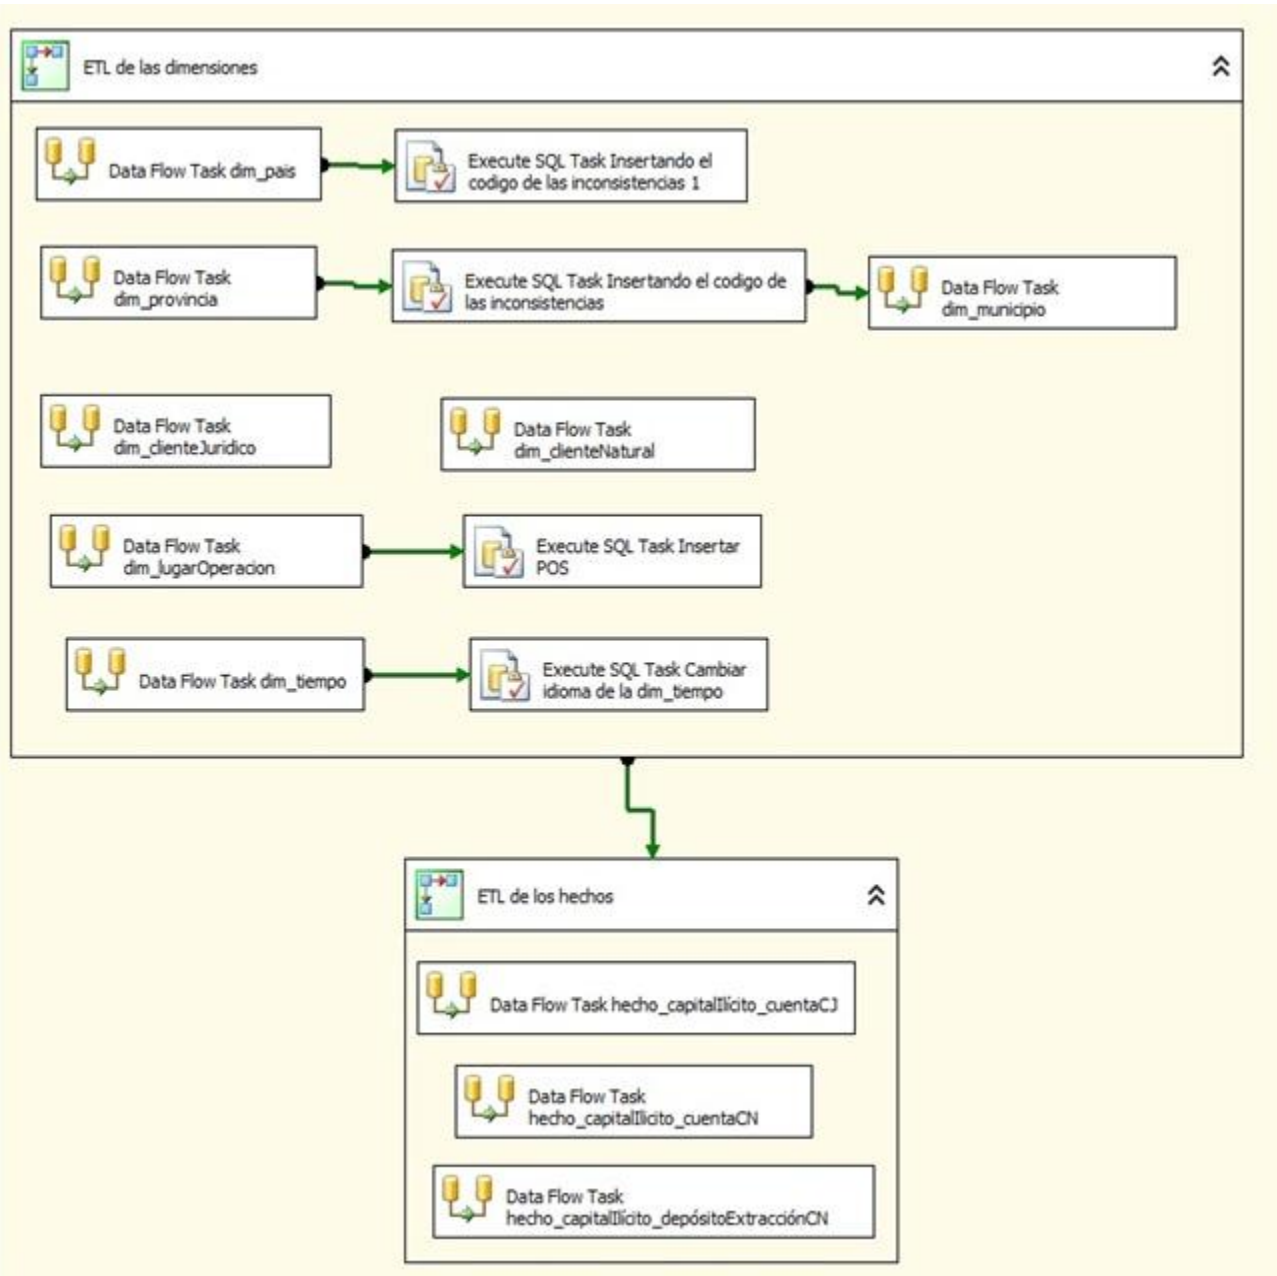 ETL de las dimensiones
Data Flow Task dim_pais
Execute SQL Task Insertando el
codigo de las inconsistencias 1
Data Flow Task
dim_provincia
Execute SQL Task Insertando el codigo de
las inconsistencias
Data Flow Task
dim_municipio
Data Flow Task
dim_clienteJuridico
Data Flow Task
dim_clienteNatural
Data Flow Task
dim_lugarOperacion
Execute SQL Task Insertar
POS
Data Flow Task dim_tiempo
Execute SQL Task Cambiar
idioma de la dim_tiempo
ETL de los hechos
Data Flow Task hecho_capitalIlícito_cuentaCJ
Data Flow Task
hecho_capitalIlicito_cuentaCN
Data Flow Task
hecho_capitalIlícito_depósitoExtracciónCN